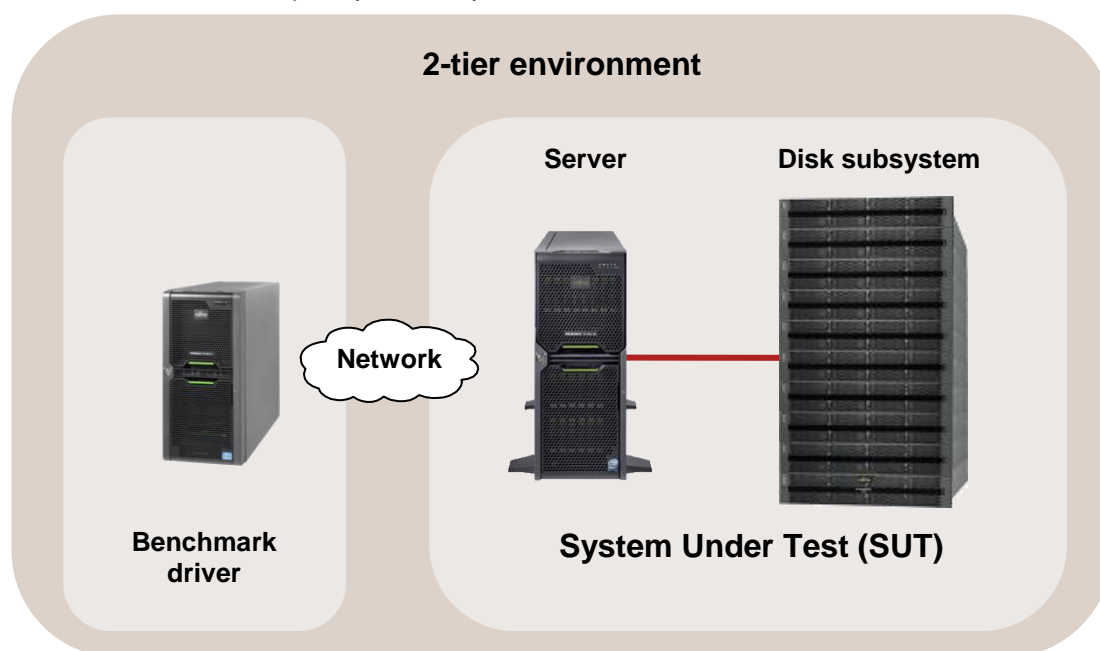 2-tier environment
Server
Disk subsystem
Network
Benchmark
driver
System Under Test (SUT)